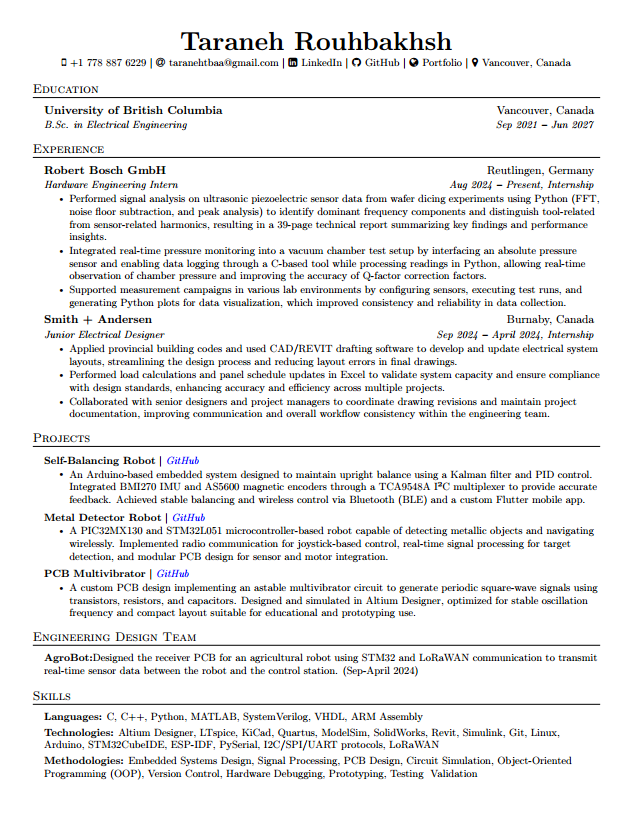 Taraneh Rouhbakhsh
+1 778 887 6229 | taranehtbaa@gmail.com | LinkedIn | GitHub | Portfolio | Vancouver, Canada
Education
University of British Columbia Vancouver, Canada
B.Sc. in Electrical Engineering Sep 2021 – Jun 2027
Experience
Robert Bosch GmbH Reutlingen, Germany
Hardware Engineering Intern Aug 2024 – Present, Internship
• Performed signal analysis on ultrasonic piezoelectric sensor data from wafer dicing experiments using Python (FFT,
noise floor subtraction, and peak analysis) to identify dominant frequency components and distinguish tool-related
from sensor-related harmonics, resulting in a 39-page technical report summarizing key findings and performance
insights.
• Integrated real-time pressure monitoring into a vacuum chamber test setup by interfacing an absolute pressure
sensor and enabling data logging through a C-based tool while processing readings in Python, allowing real-time
observation of chamber pressure and improving the accuracy of Q-factor correction factors.
• Supported measurement campaigns in various lab environments by configuring sensors, executing test runs, and
generating Python plots for data visualization, which improved consistency and reliability in data collection.
Smith + Andersen Burnaby, Canada
Junior Electrical Designer Sep 2024 – April 2024, Internship
• Applied provincial building codes and used CAD/REVIT drafting software to develop and update electrical system
layouts, streamlining the design process and reducing layout errors in final drawings.
• Performed load calculations and panel schedule updates in Excel to validate system capacity and ensure compliance
with design standards, enhancing accuracy and efficiency across multiple projects.
• Collaborated with senior designers and project managers to coordinate drawing revisions and maintain project
documentation, improving communication and overall workflow consistency within the engineering team.
Projects
Self-Balancing Robot | GitHub
• An Arduino-based embedded system designed to maintain upright balance using a Kalman filter and PID control.
Integrated BMI270 IMU and AS5600 magnetic encoders through a TCA9548A I²C multiplexer to provide accurate
feedback. Achieved stable balancing and wireless control via Bluetooth (BLE) and a custom Flutter mobile app.
Metal Detector Robot | GitHub
• A PIC32MX130 and STM32L051 microcontroller-based robot capable of detecting metallic objects and navigating
wirelessly. Implemented radio communication for joystick-based control, real-time signal processing for target
detection, and modular PCB design for sensor and motor integration.
PCB Multivibrator | GitHub
• A custom PCB design implementing an astable multivibrator circuit to generate periodic square-wave signals using
transistors, resistors, and capacitors. Designed and simulated in Altium Designer, optimized for stable oscillation
frequency and compact layout suitable for educational and prototyping use.
Engineering Design Team
AgroBot:Designed the receiver PCB for an agricultural robot using STM32 and LoRaWAN communication to transmit
real-time sensor data between the robot and the control station. (Sep-April 2024)
Skills
Languages: C, C++, Python, MATLAB, SystemVerilog, VHDL, ARM Assembly
Technologies: Altium Designer, LTspice, KiCad, Quartus, ModelSim, SolidWorks, Revit, Simulink, Git, Linux,
Arduino, STM32CubeIDE, ESP-IDF, PySerial, I2C/SPI/UART protocols, LoRaWAN
Methodologies: Embedded Systems Design, Signal Processing, PCB Design, Circuit Simulation, Object-Oriented
Programming (OOP), Version Control, Hardware Debugging, Prototyping, Testing Validation